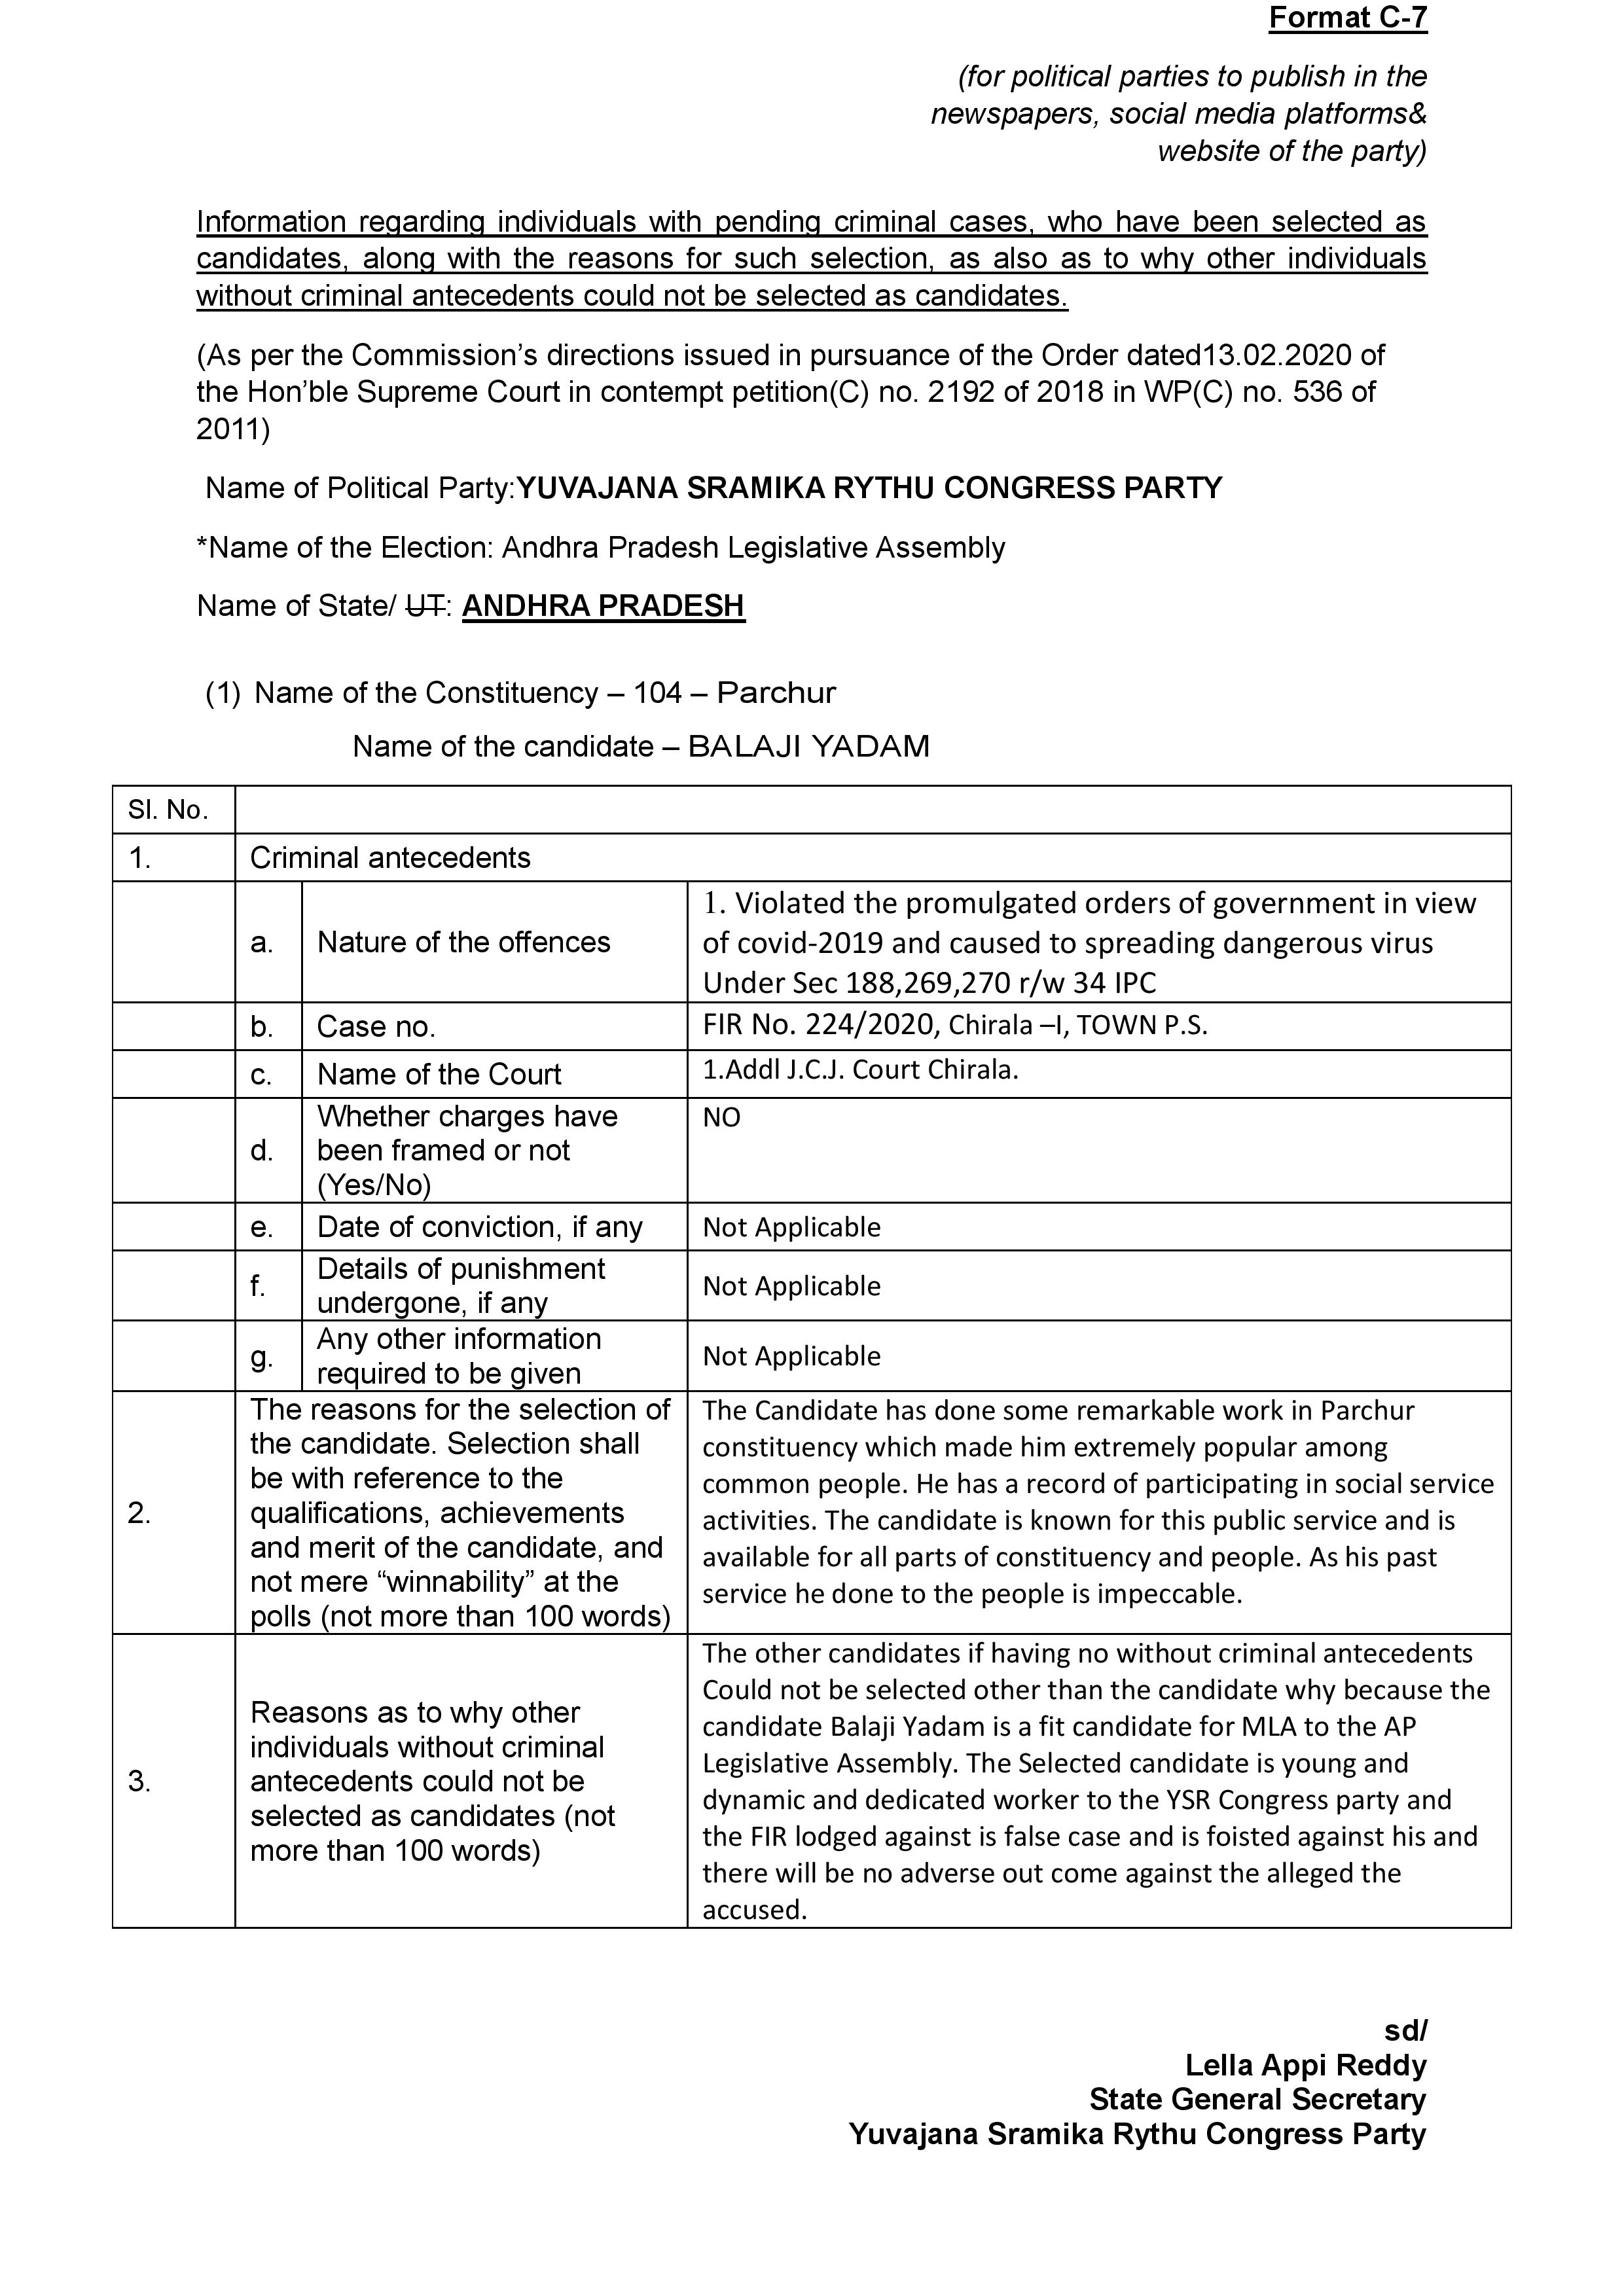 Format C-7
(for political parties to publish in the
newspapers, social media platforms&
website of the party)
Information regarding individuals with pending criminal cases, who have been selected as
candidates, along with the reasons for such selection, as also as to why other individuals
without criminal antecedents could not be selected as candidates.
(As per the Commission’s directions issued in pursuance of the Order dated13.02.2020 of
the Hon’ble Supreme Court in contempt petition(C) no. 2192 of 2018 in WP(C) no. 536 of
2011)
Name of Political Party:YUVAJANA SRAMIKA RYTHU CONGRESS PARTY
*Name of the Election: Andhra Pradesh Legislative Assembly
Name of State/ UT: ANDHRA PRADESH
(1) Name of the Constituency – 104 – Parchur
Name of the candidate – BALAJI YADAM
Sl. No.
1. Criminal antecedents
a. Nature of the offences
1. Violated the promulgated orders of government in view
of covid-2019 and caused to spreading dangerous virus
Under Sec 188,269,270 r/w 34 IPC
b. Case no. FIR No. 224/2020, Chirala –I, TOWN P.S.
c. Name of the Court 1.Addl J.C.J. Court Chirala.
d. Whether charges have
been framed or not
(Yes/No)
NO
e. Date of conviction, if any Not Applicable
f. Details of punishment
undergone, if any
Not Applicable
g. Any other information
required to be given
Not Applicable
2.
The reasons for the selection of
the candidate. Selection shall
be with reference to the
qualifications, achievements
and merit of the candidate, and
not mere “winnability” at the
polls (not more than 100 words)
The Candidate has done some remarkable work in Parchur
constituency which made him extremely popular among
common people. He has a record of participating in social service
activities. The candidate is known for this public service and is
available for all parts of constituency and people. As his past
service he done to the people is impeccable.
3.
Reasons as to why other
individuals without criminal
antecedents could not be
selected as candidates (not
more than 100 words)
The other candidates if having no without criminal antecedents
Could not be selected other than the candidate why because the
candidate Balaji Yadam is a fit candidate for MLA to the AP
Legislative Assembly. The Selected candidate is young and
dynamic and dedicated worker to the YSR Congress party and
the FIR lodged against is false case and is foisted against his and
there will be no adverse out come against the alleged the
accused.
sd/
Lella Appi Reddy
State General Secretary
Yuvajana Sramika Rythu Congress Party